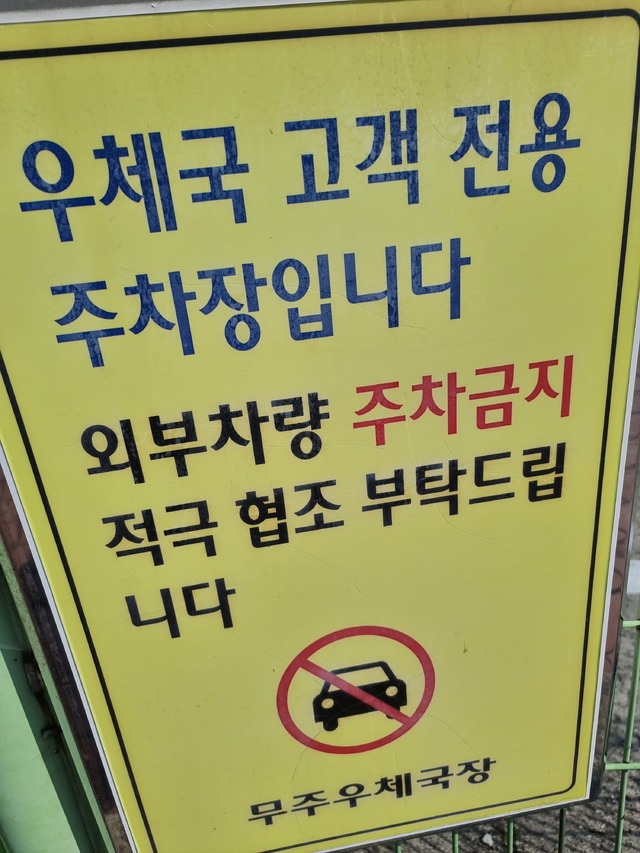 우체국 고객 전용
주차장입니다
외부차량 주차금지
적극 협조 부탁드립
니다
무주우체국장